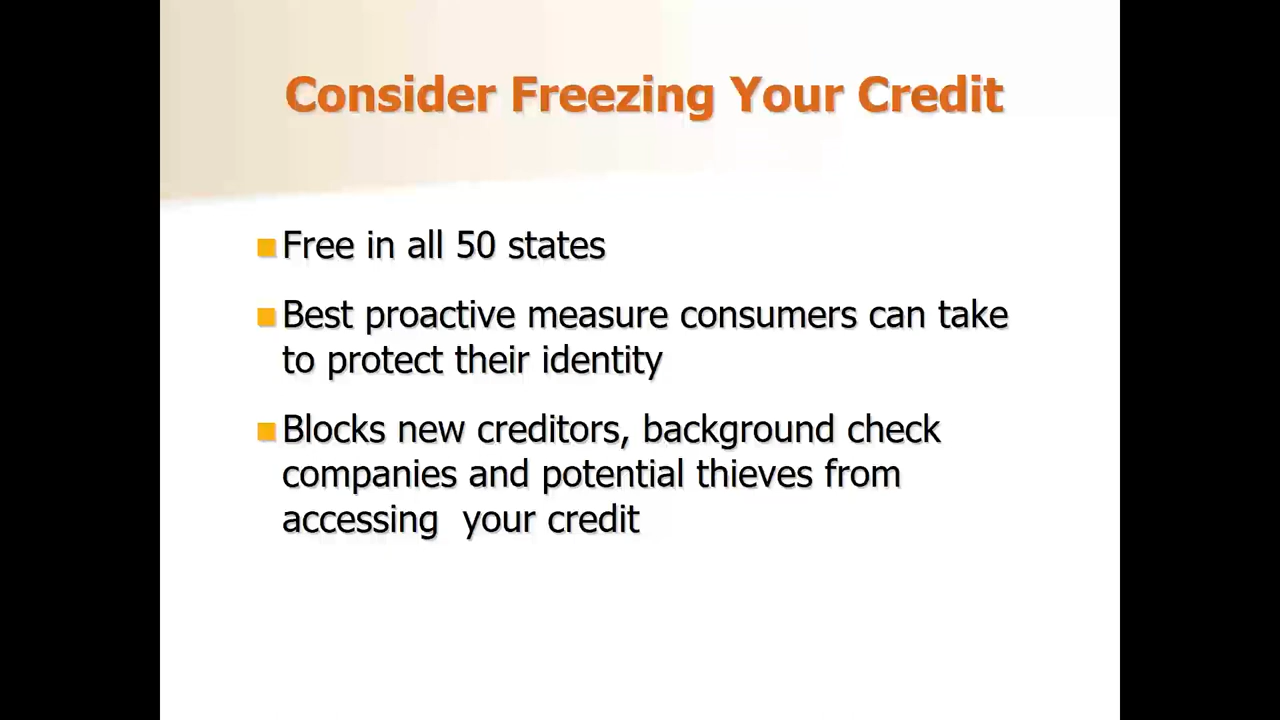 Consider Freezing Your Credit
Free in all 50 states
Best proactive measure consumers can take
to protect their identity
Blocks new creditors, background check
companies and potential thieves from
accessing  your credit